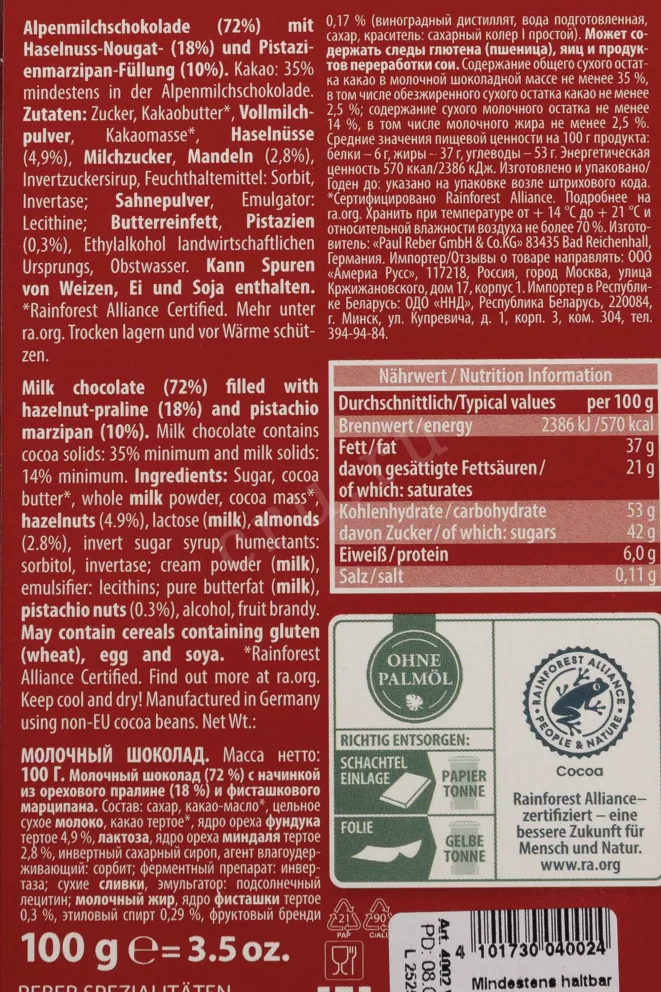 Alpenmilchschokolade (72%) mit
Haselnuss-Nougat- (18%) und Pistazi-
enmarzipan-Füllung (10%). Kakao: 35%
mindestens in der Alpenmilchschokolade.
Zutaten: Zucker, Kakaobutter*, Vollmilch-
pulver, Kakaomasse*, Haselnüsse
(4,9%), Milchzucker, Mandeln (2,8%),
Invertzuckersirup, Feuchthaltemittel: Sorbit,
Invertase; Sahnepulver, Emulgator:
Lecithine; Butterreinfett, Pistazien
(0,3%), Ethylalkohol landwirtschaftlichen
Ursprungs, Obstwasser. Kann Spuren
von Weizen, Ei und Soja enthalten.
*Rainforest Alliance Certified. Mehr unter
ra.org. Trocken lagern und vor Wärme schüt-
zen.
Milk chocolate (72%) filled with
hazelnut-praline (18%) and pistachio
marzipan (10%). Milk chocolate contains
cocoa solids: 35% minimum and milk solids:
14% minimum. Ingredients: Sugar, cocoa
butter*, whole milk powder, cocoa mass*,
hazelnuts (4.9%), lactose (milk), almonds
(2.8%), invert sugar syrup, humectants:
sorbitol, invertase; cream powder (milk),
emulsifier: lecithins; pure butterfat (milk),
pistachio nuts (0.3%), alcohol, fruit brandy.
May contain cereals containing gluten
(wheat), egg and soya. *Rainforest
Alliance Certified. Find out more at ra.org.
Keep cool and dry! Manufactured in Germany
using non-EU cocoa beans. Net Wt.:
МОЛОЧНЫЙ ШОКОЛАД. Масса нетто:
100 Г. Молочный шоколад (72 %) с начинкой
из орехового пралине (18 %) и фисташкового
марципана. Состав: сахар, какао-масло*, цельное
сухое молоко, какао тертое*, ядро ореха фундука
тертое 4,9 %, лактоза, ядро ореха миндаля тертое
2,8 %, инвертный сахарный сироп, агент влагоудер-
живающий: сорбит; ферментный препарат: инвер-
таза; сухие сливки, эмульгатор: подсолнечный
лецитин; молочный жир, ядро фисташки тертое
0,3 %, этиловый спирт 0,29 %, фруктовый бренди
100 g ℮ = 3.5 oz.
REBER SPEZIALITÄTEN
0,17 % (виноградный дистиллят, вода подготовленная,
сахар, краситель: сахарный колер I простой). Может со-
держать следы глютена (пшеница), яиц и продук-
тов переработки сои. Содержание общего сухого остат-
ка какао в молочной шоколадной массе не менее 35 %,
в том числе обезжиренного сухого остатка какао не менее
2,5 %; содержание сухого молочного остатка не менее
14 %, в том числе молочного жира не менее 2,5 %.
Средние значения пищевой ценности на 100 г продукта:
белки – 6 г, жиры – 37 г, углеводы – 53 г. Энергетическая
ценность 570 ккал/2386 кДж. Изготовлено и упаковано/
Годен до: указано на упаковке возле штрихового кода.
*Сертифицировано Rainforest Alliance. Подробнее на
ra.org. Хранить при температуре от + 14 °C до + 21 °C и
относительной влажности воздуха не более 70 %. Изгото-
витель: «Paul Reber GmbH & Co.KG» 83435 Bad Reichenhall,
Германия. Импортер/Отзывы о товаре направлять: ООО
«Америа Русс», 117218, Россия, город Москва, улица
Кржижановского, дом 17, корпус 1. Импортер в Республи-
ке Беларусь: ОДО «ННД», Республика Беларусь, 220084,
г. Минск, ул. Купревича, д. 1, корп. 3, ком. 304, тел.
394-94-84.
Nährwert / Nutrition Information
Durchschnittlich/Typical values per 100 g
Brennwert/energy 2386 kJ /570 kcal
Fett/fat 37 g
davon gesättigte Fettsäuren/ 21 g
of which: saturates
Kohlenhydrate/carbohydrate 53 g
davon Zucker/of which: sugars 42 g
Eiweiß/protein 6,0 g
Salz/salt 0,11 g
OHNE
PALMÖL
RICHTIG ENTSORGEN:
SCHACHTEL
EINLAGE
PAPIER
TONNE
FOLIE
GELBE
TONNE
RAINFOREST ALLIANCE
PEOPLE & NATURE
Cocoa
Rainforest Alliance–
zertifiziert – eine
bessere Zukunft für
Mensch und Natur.
www.ra.org
21
PAP
90
C/ALU
Art. 4002
PD: 08.0
L 252
4 101730 040024
Mindestens haltbar